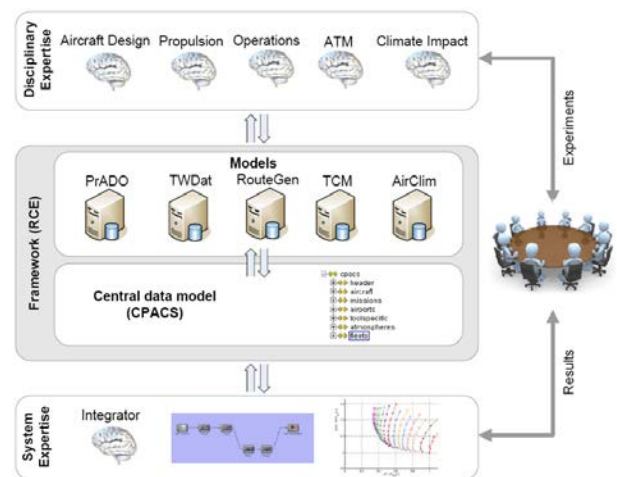 Disciplinary
Expertise
Aircraft Design
Propulsion
Operations
ATM
Climate Impact
Experiments
Framework (RCE)
Models
PrADO
TWDat
RouteGen
TCM
AirClim
Central data model
(CPACS)
cpacs
header
aircraft
missions
airports
toolspecific
atmospheres
fleets
Results
System
Expertise
Integrator